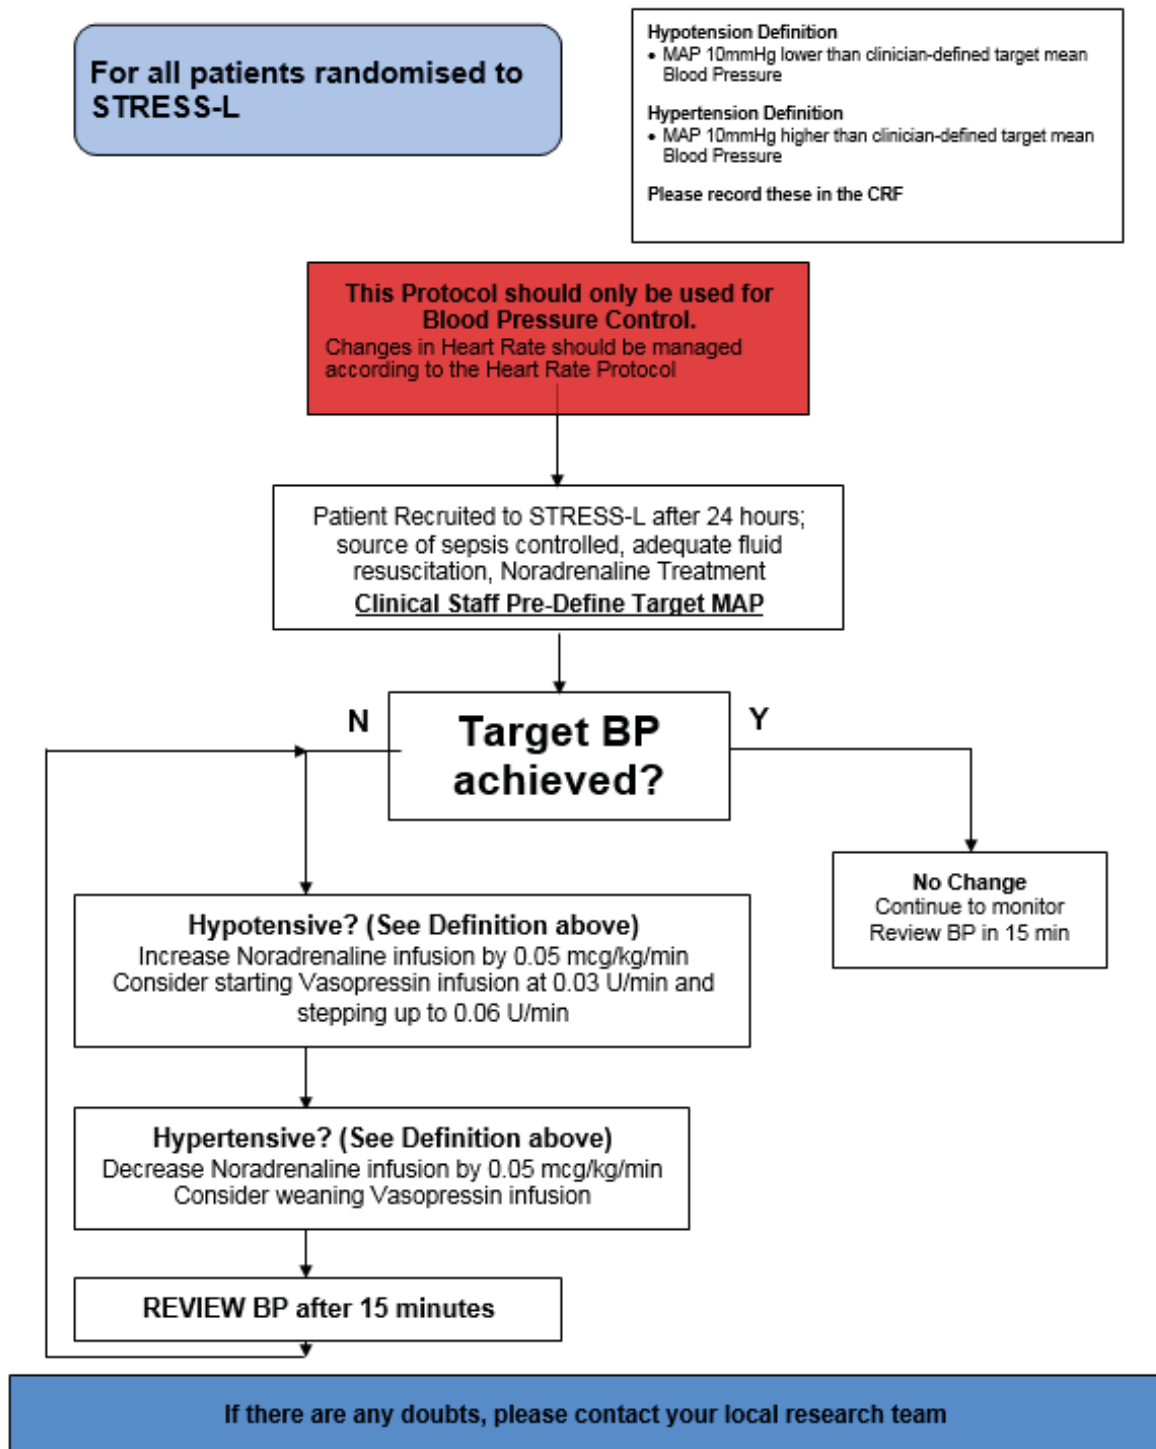 For all patients randomised to
STRESS-L
Hypotension Definition
• MAP 10mmHg lower than clinician-defined target mean
Blood Pressure
Hypertension Definition
• MAP 10mmHg higher than clinician-defined target mean
Blood Pressure
Please record these in the CRF
This Protocol should only be used for
Blood Pressure Control.
Changes in Heart Rate should be managed
according to the Heart Rate Protocol
Patient Recruited to STRESS-L after 24 hours;
source of sepsis controlled, adequate fluid
resuscitation, Noradrenaline Treatment
Clinical Staff Pre-Define Target MAP
N
Target BP
achieved?
Y
No Change
Continue to monitor
Review BP in 15 min
Hypotensive? (See Definition above)
Increase Noradrenaline infusion by 0.05 mcg/kg/min
Consider starting Vasopressin infusion at 0.03 U/min and
stepping up to 0.06 U/min
Hypertensive? (See Definition above)
Decrease Noradrenaline infusion by 0.05 mcg/kg/min
Consider weaning Vasopressin infusion
REVIEW BP after 15 minutes
If there are any doubts, please contact your local research team